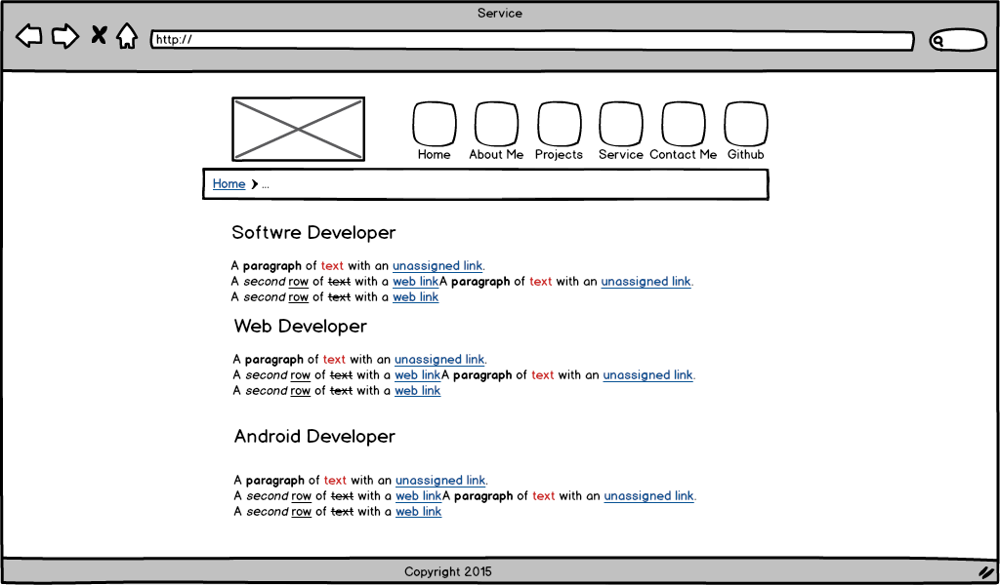 Service
http://
Home About Me Projects Service Contact Me Github
Home ...
Softwre Developer
A paragraph of text with an unassigned link.
A second row of text with a web linkA paragraph of text with an unassigned link.
A second row of text with a web link
Web Developer
A paragraph of text with an unassigned link.
A second row of text with a web linkA paragraph of text with an unassigned link.
A second row of text with a web link
Android Developer
A paragraph of text with an unassigned link.
A second row of text with a web linkA paragraph of text with an unassigned link.
A second row of text with a web link
Copyright 2015